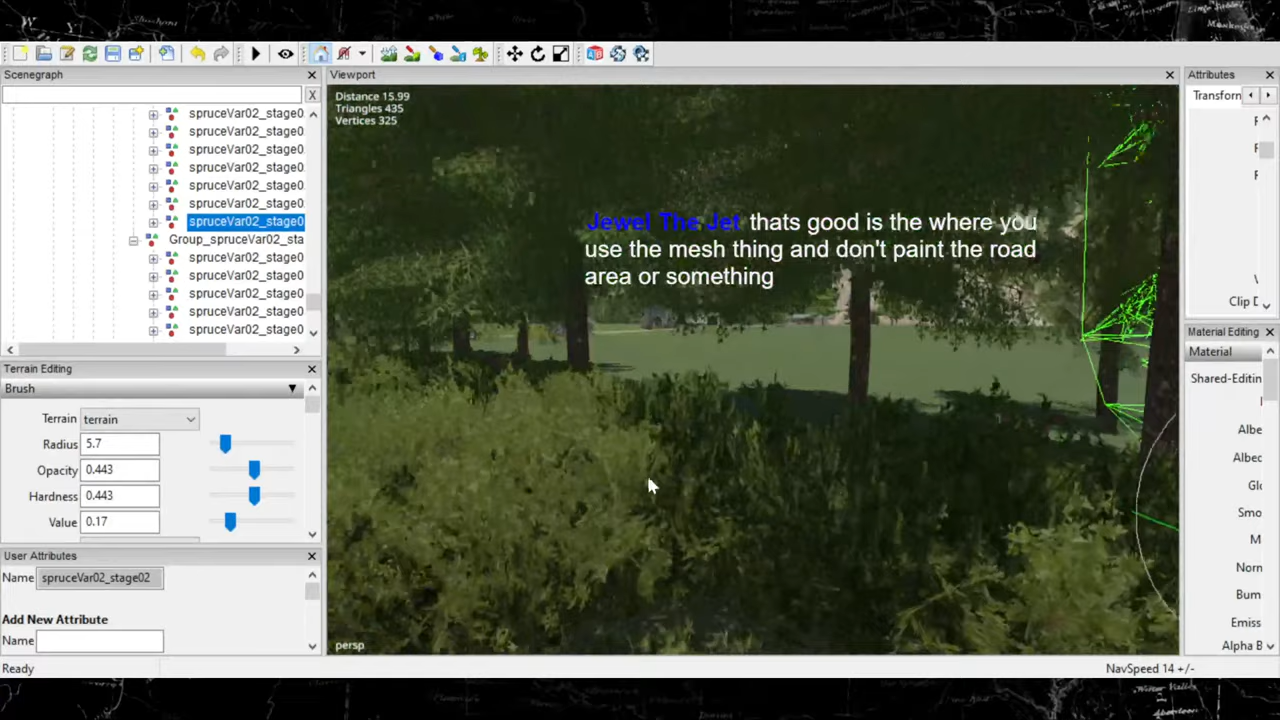 Scenegraph
X
spruceVar02_stage0
spruceVar02_stage0
spruceVar02_stage0
spruceVar02_stage0
spruceVar02_stage0
spruceVar02_stage0
spruceVar02_stage0
Group_spruceVar02_sta
spruceVar02_stage0
spruceVar02_stage0
spruceVar02_stage0
spruceVar02_stage0
spruceVar02_stage0
Terrain Editing
Brush
Terrain terrain
Radius 5.7
Opacity 0.443
Hardness 0.443
Value 0.17
User Attributes
Name spruceVar02_stage02
Add New Attribute
Name
Ready
Viewport
Distance 15.99
Triangles 435
Vertices 325
Jewel The Jet thats good is the where you
use the mesh thing and don't paint the road
area or something
persp
Attributes
Transforn
Clip D
Material Editing
Material
Shared-Editin
Albe
Albec
Glo
Smo
M
Norn
Bum
Emiss
Alpha B
NavSpeed 14 +/-